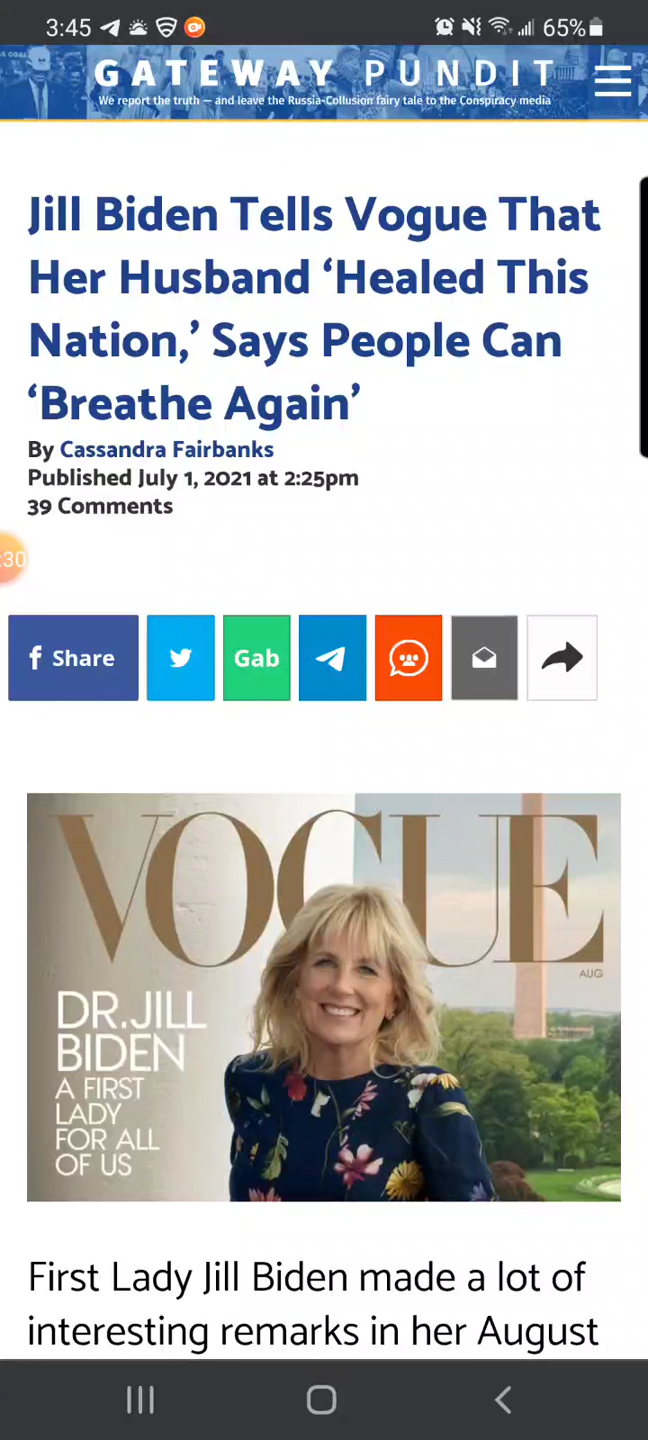 3:45
65%
GATEWAY PUNDIT
We report the truth — and leave the Russia-Collusion fairy tale to the Conspiracy media
Jill Biden Tells Vogue That
Her Husband ‘Healed This
Nation,’ Says People Can
‘Breathe Again’
By Cassandra Fairbanks
Published July 1, 2021 at 2:25pm
39 Comments
:30
f Share
Gab
VOGUE
AUG
DR.JILL
BIDEN
A FIRST
LADY
FOR ALL
OF US
First Lady Jill Biden made a lot of
interesting remarks in her August